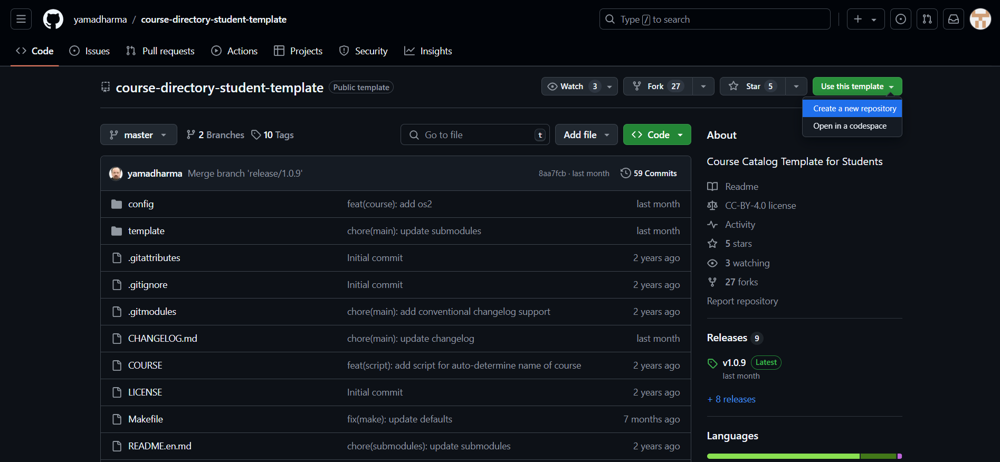 yamadharma / course-directory-student-template
Type / to search
Code Issues Pull requests Actions Projects Security Insights
course-directory-student-template Public template
Watch 3 Fork 27 Star 5 Use this template
Create a new repository
Open in a codespace
master 2 Branches 10 Tags Go to file t Add file Code
yamadharma Merge branch 'release/1.0.9' 8aa7fcb · last month 59 Commits
config feat(course): add os2 last month
template chore(main): update submodules last month
.gitattributes Initial commit 2 years ago
.gitignore Initial commit 2 years ago
.gitmodules chore(main): add conventional changelog support 2 years ago
CHANGELOG.md chore(main): update changelog last month
COURSE feat(script): add script for auto-determine name of course 2 years ago
LICENSE Initial commit 2 years ago
Makefile fix(make): update defaults 7 months ago
README.en.md chore(submodules): update submodules 2 years ago
About
Course Catalog Template for Students
Readme
CC-BY-4.0 license
Activity
5 stars
3 watching
27 forks
Report repository
Releases 9
v1.0.9 Latest
last month
+ 8 releases
Languages